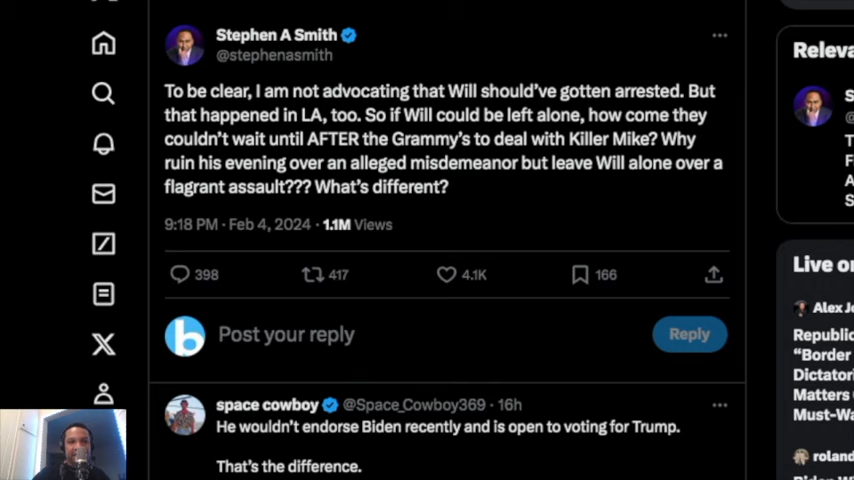 Stephen A Smith
@stephenasmith
To be clear, I am not advocating that Will should've gotten arrested. But
that happened in LA, too. So if Will could be left alone, how come they
couldn't wait until AFTER the Grammy's to deal with Killer Mike? Why
ruin his evening over an alleged misdemeanor but leave Will alone over a
flagrant assault??? What's different?
9:18 PM · Feb 4, 2024 · 1.1M Views
398 417 4.1K 166
Post your reply
Reply
space cowboy @Space_Cowboy369 · 16h
He wouldn't endorse Biden recently and is open to voting for Trump.
That's the difference.
Releva
S
@
T
F
A
S
Live on
Alex Jo
Republic
"Border
Dictatori
Matters
Must-Wa
roland